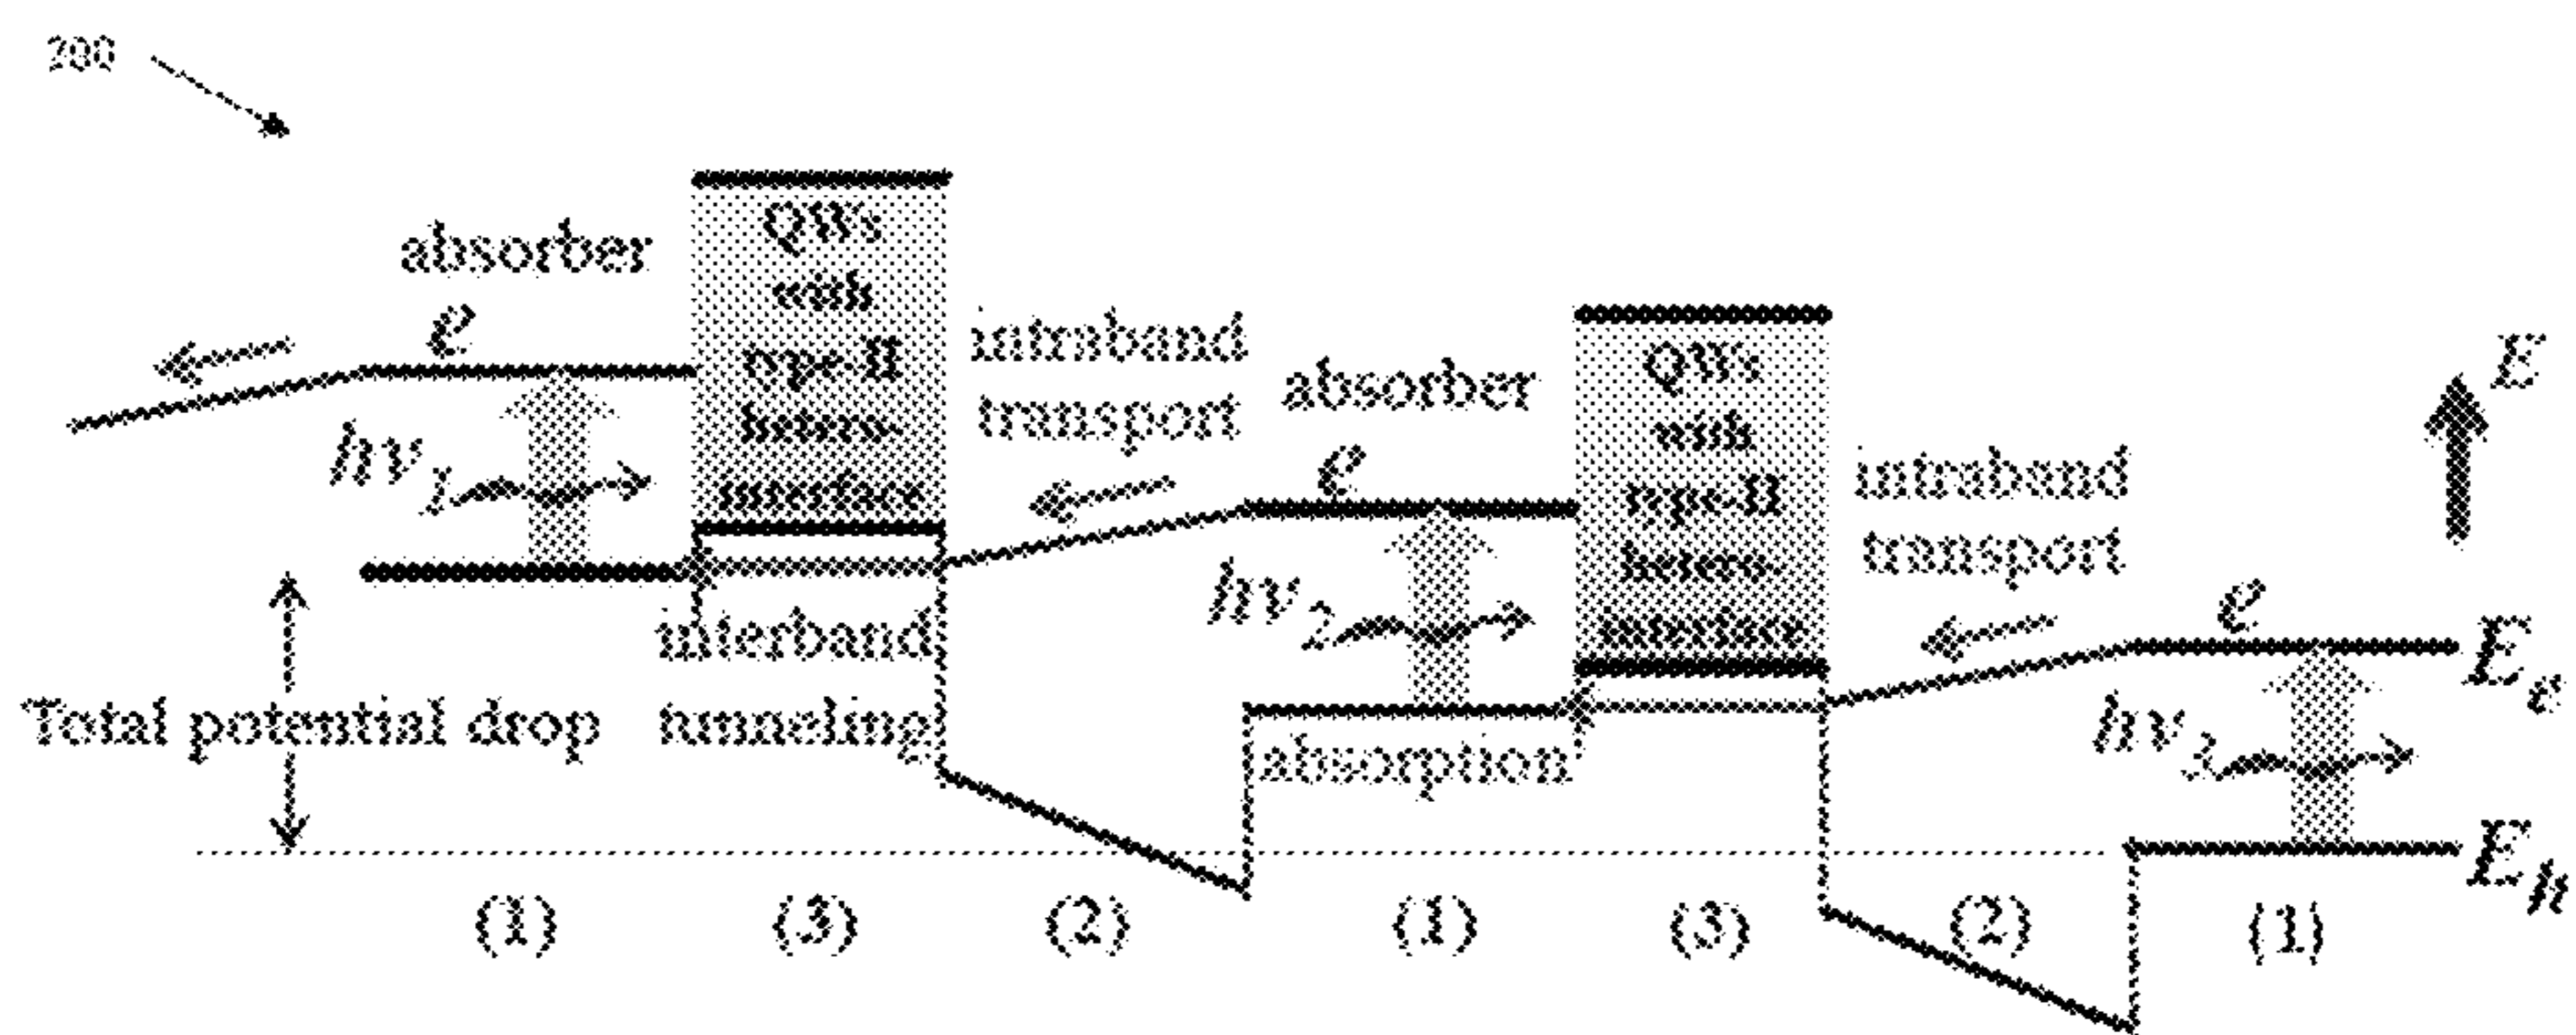 200
absorber
e
hν1
QWs
with
type-II
hetero-
interface
interband
tunneling
Total potential drop
intraband
transport
absorber
e
hν2
absorption
QWs
with
type-II
hetero-
interface
intraband
transport
e
hν3
E
Ee
Eh
(1) (3) (2) (1) (3) (2) (1)